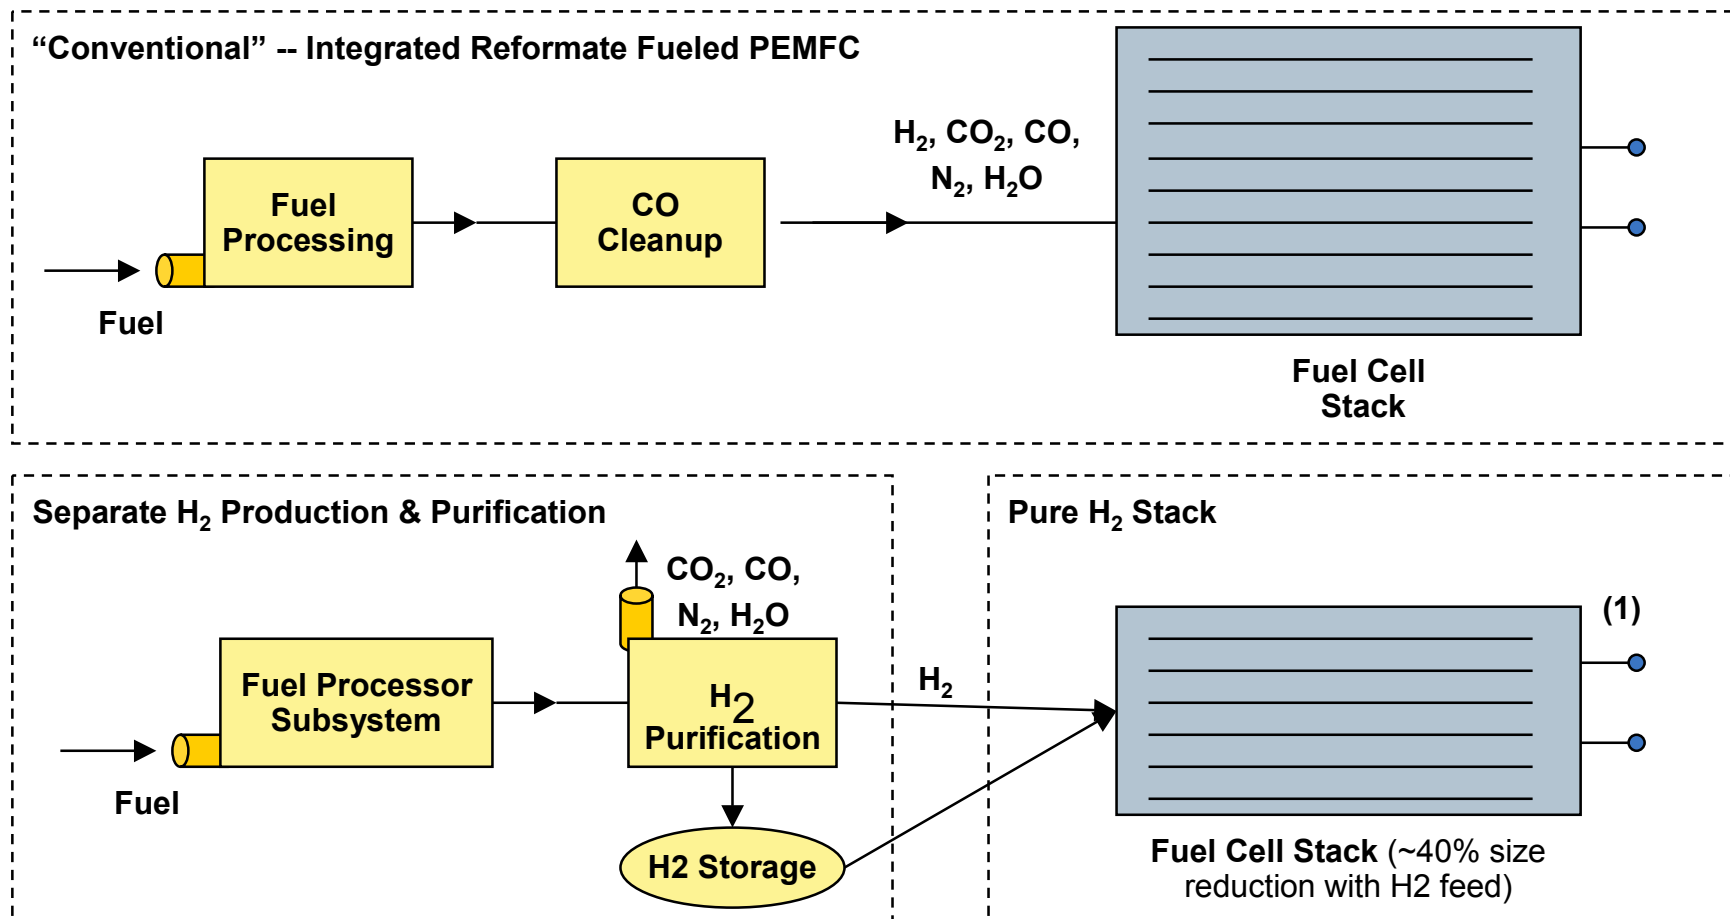 “Conventional” -- Integrated Reformate Fueled PEMFC
H₂, CO₂, CO,
N₂, H₂O
Fuel
Processing
CO
Cleanup
Fuel
Fuel Cell
Stack
Separate H₂ Production & Purification
CO₂, CO,
N₂, H₂O
Fuel Processor
Subsystem
H2
Purification
H₂
Fuel
H2 Storage
Pure H₂ Stack
(1)
Fuel Cell Stack (~40% size
reduction with H2 feed)